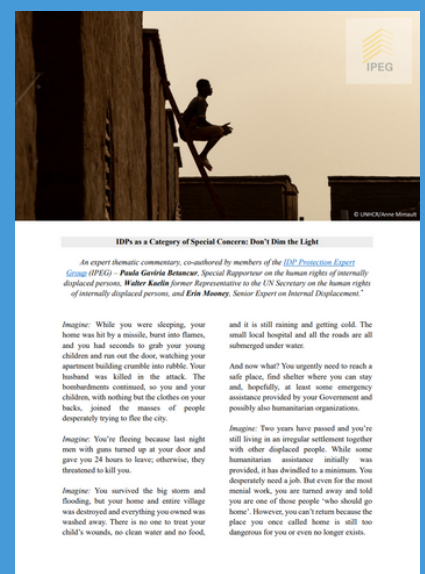 IPEG
© UNHCR/Anne Mimault
IDPs as a Category of Special Concern: Don't Dim the Light
An expert thematic commentary, co-authored by members of the IDP Protection Expert
Group (IPEG) – Paula Gaviria Betancur, Special Rapporteur on the human rights of internally
displaced persons, Walter Kaelin former Representative to the UN Secretary on the human rights
of internally displaced persons, and Erin Mooney, Senior Expert on Internal Displacement.*
Imagine: While you were sleeping, your
home was hit by a missile, burst into flames,
and you had seconds to grab your young
children and run out the door, watching your
apartment building crumble into rubble. Your
husband was killed in the attack. The
bombardments continued, so you and your
children, with nothing but the clothes on your
backs, joined the masses of people
desperately trying to flee the city.
Imagine: You're fleeing because last night
men with guns turned up at your door and
gave you 24 hours to leave; otherwise, they
threatened to kill you.
Imagine: You survived the big storm and
flooding, but your home and entire village
was destroyed and everything you owned was
washed away. There is no one to treat your
child's wounds, no clean water and no food,
and it is still raining and getting cold. The
small local hospital and all the roads are all
submerged under water.
And now what? You urgently need to reach a
safe place, find shelter where you can stay
and, hopefully, at least some emergency
assistance provided by your Government and
possibly also humanitarian organizations.
Imagine: Two years have passed and you're
still living in an irregular settlement together
with other displaced people. While some
humanitarian assistance initially was
provided, it has dwindled to a minimum. You
desperately need a job. But even for the most
menial work, you are turned away and told
you are one of those people 'who should go
home'. However, you can't return because the
place you once called home is still too
dangerous for you or even no longer exists.